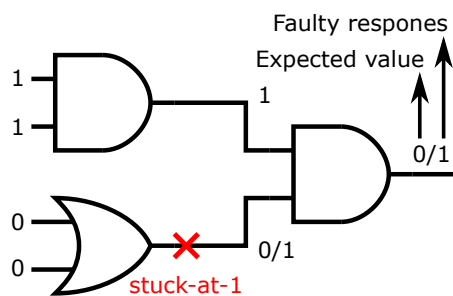 Faulty respones
Expected value
1
1
1
0/1
0
0
0/1
stuck-at-1